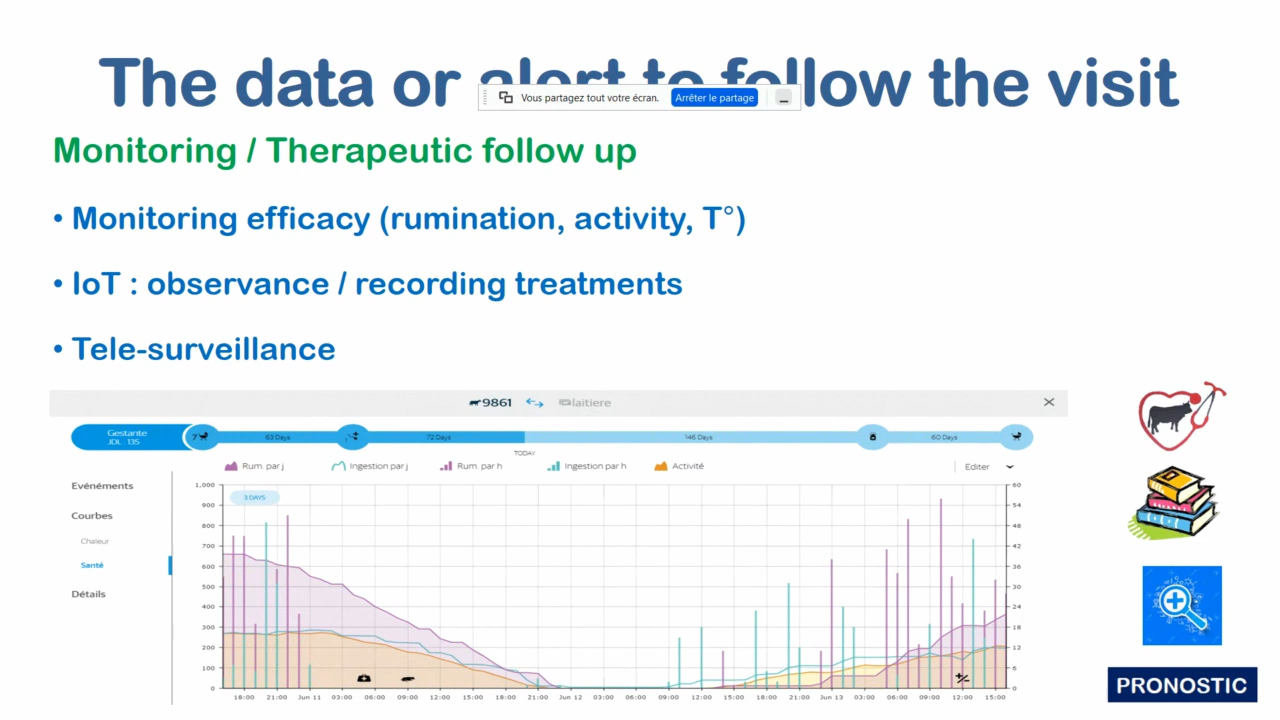 The data or alert to follow the visit
Vous partagez tout votre écran. Arrêter le partage
Monitoring / Therapeutic follow up
• Monitoring efficacy (rumination, activity, T°)
• IoT : observance / recording treatments
• Tele-surveillance
9861 laitiere
Gestante
JDL 135
7 63 Days 72 Days 146 Days 60 Days
TODAY
Rum. par j Ingestion par j Rum. par h Ingestion par h Activité Editer
Evénements
Courbes
Chaleur
Santé
Détails
3 DAYS
1,000 60
900 54
800 48
700 42
600 36
500 30
400 24
300 18
200 12
100 6
0 0
18:00 21:00 Jun 11 03:00 06:00 09:00 12:00 15:00 18:00 21:00 Jun 12 03:00 06:00 09:00 12:00 15:00 18:00 21:00 Jun 13 03:00 06:00 09:00 12:00 15:00
PRONOSTIC